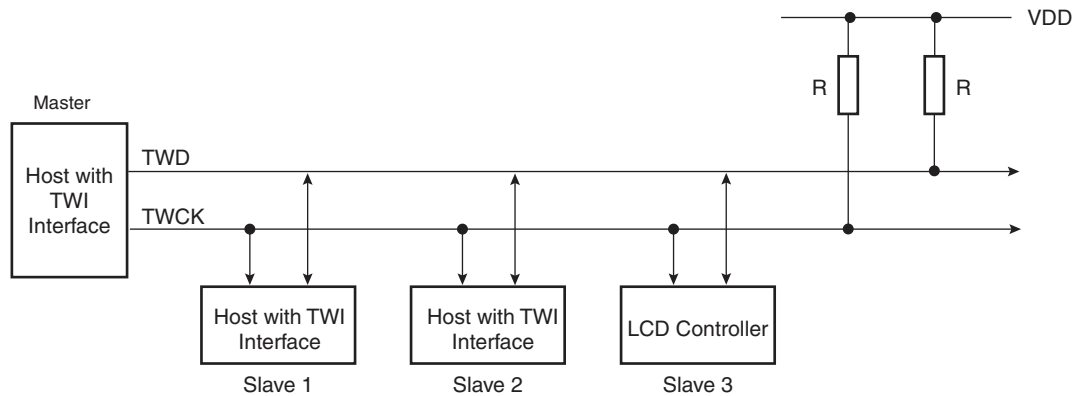 VDD
R
R
Master
Host with
TWI
Interface
TWD
TWCK
Host with TWI
Interface
Host with TWI
Interface
LCD Controller
Slave 1
Slave 2
Slave 3